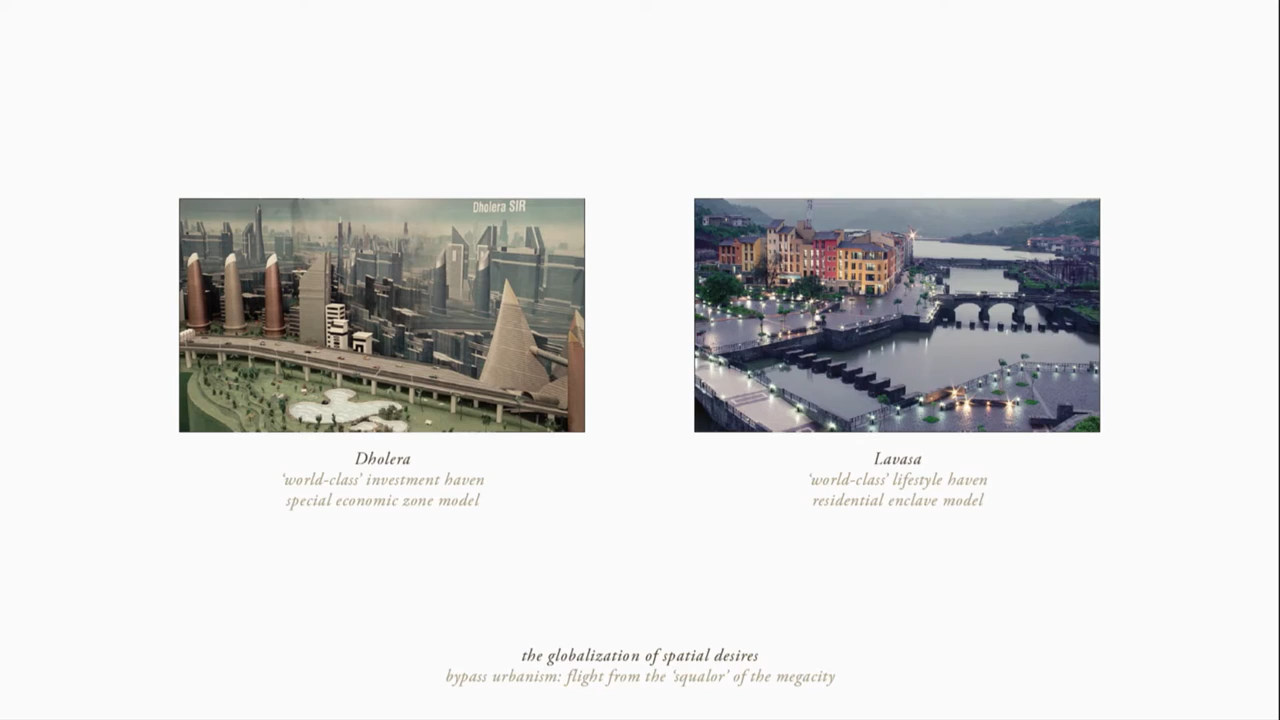 Dholera SIR
Dholera
‘world-class’ investment haven
special economic zone model
Lavasa
‘world-class’ lifestyle haven
residential enclave model
the globalization of spatial desires
bypass urbanism: flight from the ‘squalor’ of the megacity